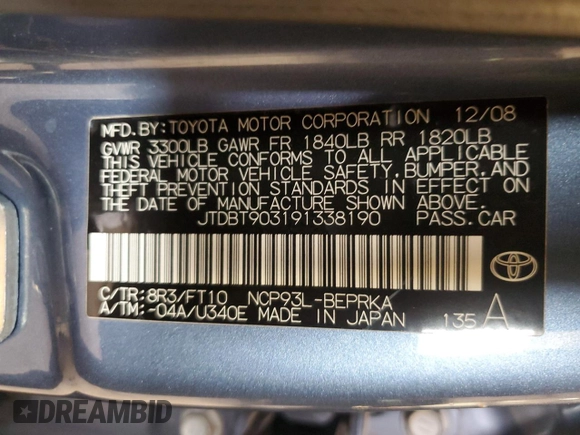 MFD. BY: TOYOTA MOTOR CORPORATION 12/08
GVWR 3300LB GAWR FR 1840LB RR 1820LB
THIS VEHICLE CONFORMS TO ALL APPLICABLE
FEDERAL MOTOR VEHICLE SAFETY, BUMPER, AND
THEFT PREVENTION STANDARDS IN EFFECT ON
THE DATE OF MANUFACTURE SHOWN ABOVE.
JTDBT903191338190 PASS. CAR
C/TR: 8R3/FT10 NCP93L-BEPRKA
A/TM: -04A/U340E MADE IN JAPAN 135 A
DREAMBID